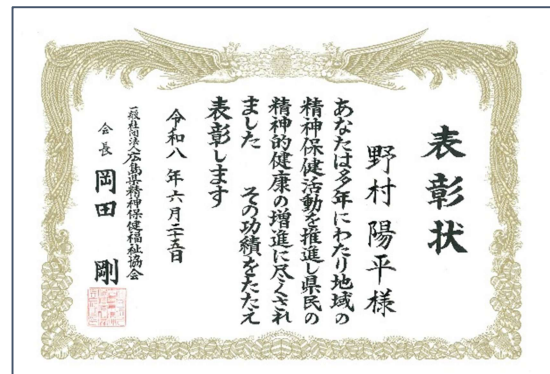 表彰状
野村陽平様
あなたは多年にわたり地域の
精神保健活動を推進し県民の
精神的健康の増進に尽くされ
ました　その功績をたたえ
表彰します
令和八年六月二十五日
一般社団法人広島県精神保健福祉協会
会長　岡田　剛